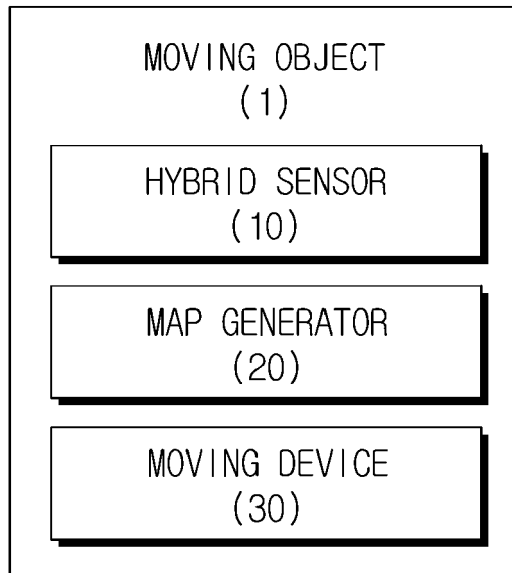 MOVING OBJECT
(1)
HYBRID SENSOR
(10)
MAP GENERATOR
(20)
MOVING DEVICE
(30)